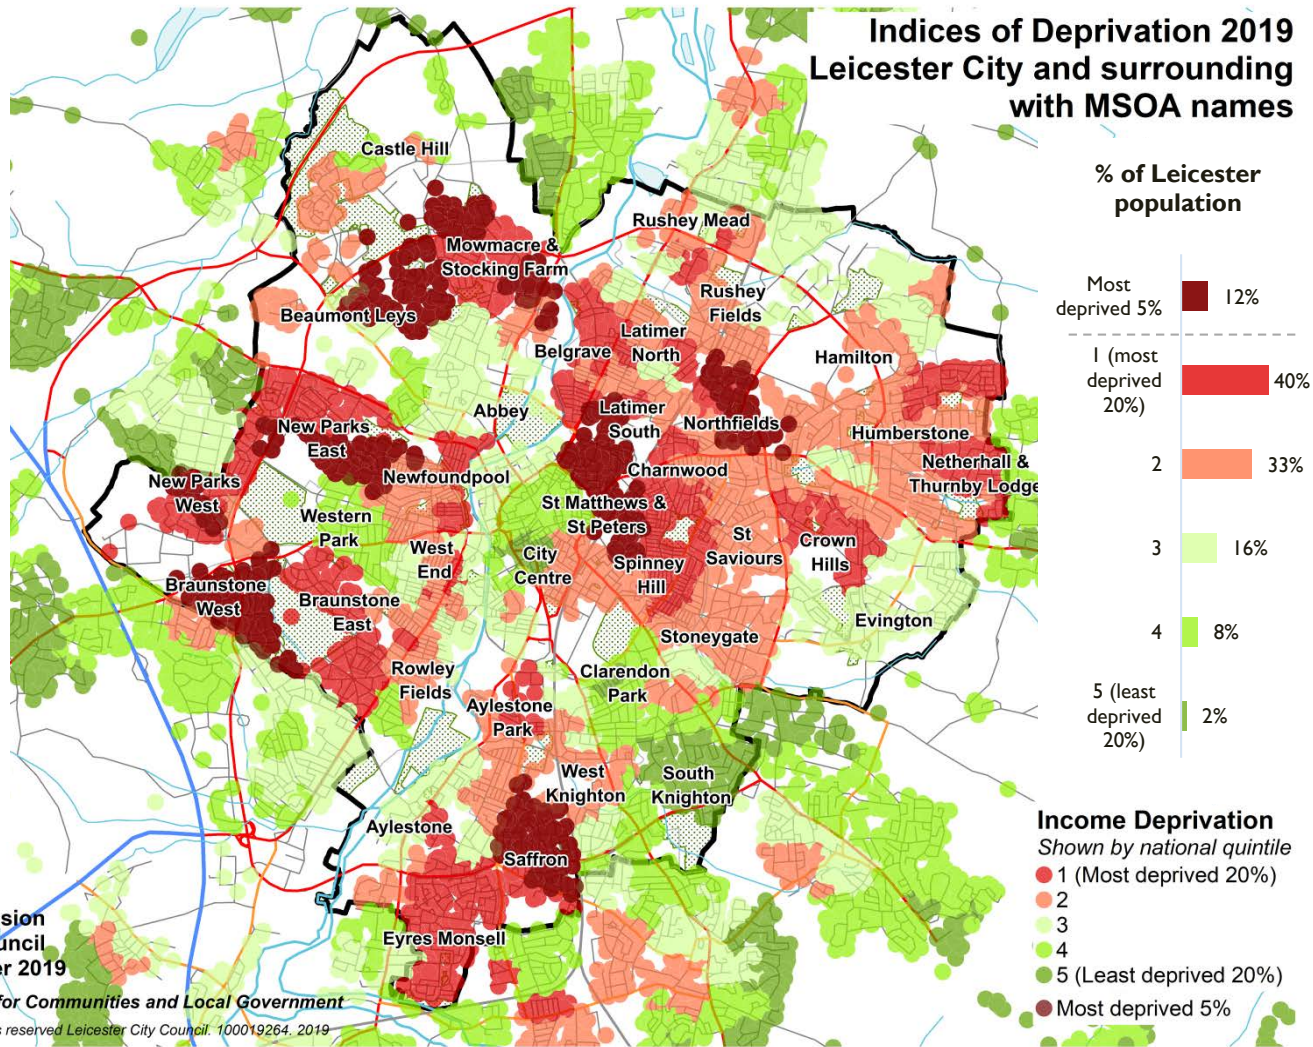 Indices of Deprivation 2019
Leicester City and surrounding
with MSOA names
% of Leicester
population
Most
deprived 5%
12%
1 (most
deprived
20%)
40%
2
33%
3
16%
4
8%
5 (least
deprived
20%)
2%
Castle Hill
Rushey Mead
Mowmacre &
Stocking Farm
Rushey
Fields
Beaumont Leys
Latimer
North
Belgrave
Hamilton
Abbey
Latimer
South
Northfields
New Parks
East
Humberstone
Newfoundpool
Charnwood
Netherhall &
Thurnby Lodge
New Parks
West
St Matthews &
St Peters
Western
Park
West
End
City
Centre
St
Saviours
Crown
Hills
Spinney
Hill
Braunstone
West
Braunstone
East
Evington
Stoneygate
Rowley
Fields
Clarendon
Park
Aylestone
Park
West
Knighton
South
Knighton
Aylestone
Saffron
Eyres Monsell
Income Deprivation
Shown by national quintile
1 (Most deprived 20%)
2
3
4
5 (Least deprived 20%)
Most deprived 5%
sion
uncil
er 2019
for Communities and Local Government
s reserved Leicester City Council. 100019264. 2019